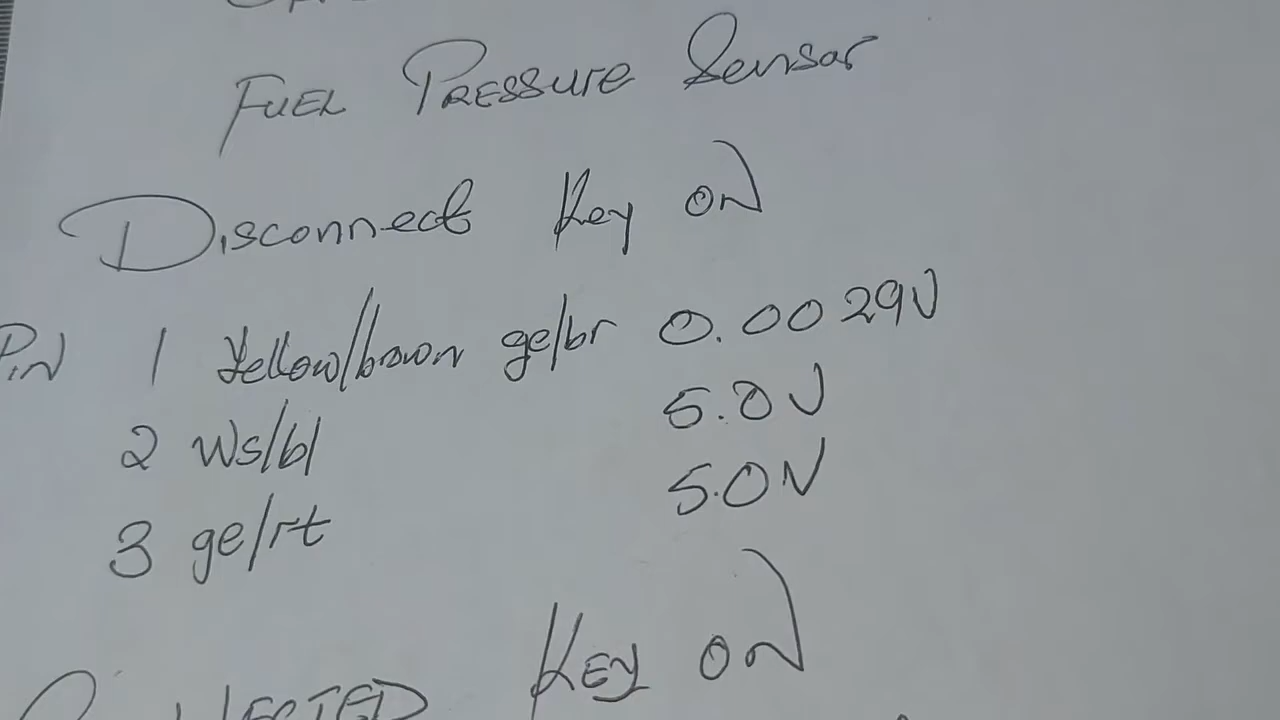 FUEL PRESSURE Sensor
Disconnect Key ON
PIN 1 Yellow/brown ge/br 0.0029V
2 Ws/bl 5.0V
3 ge/rt 5.0V
KEY ON